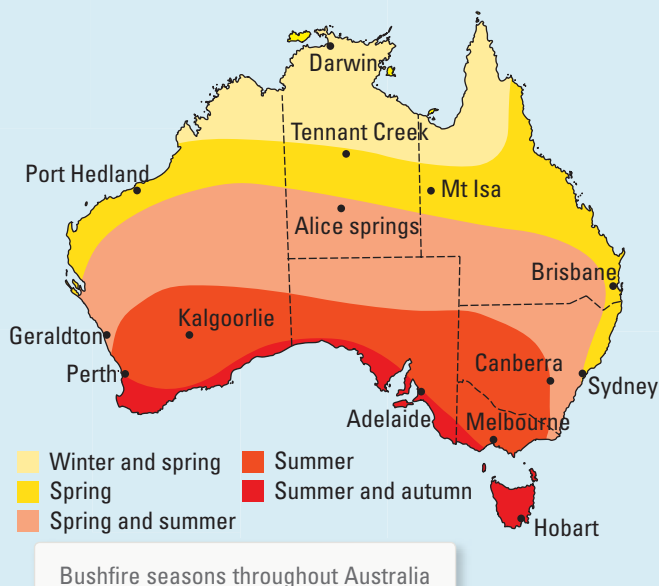 Darwin
Tennant Creek
Port Hedland
Mt Isa
Alice springs
Brisbane
Geraldton
Kalgoorlie
Perth
Canberra
Sydney
Adelaide
Melbourne
Winter and spring
Summer
Spring
Summer and autumn
Spring and summer
Hobart
Bushfire seasons throughout Australia